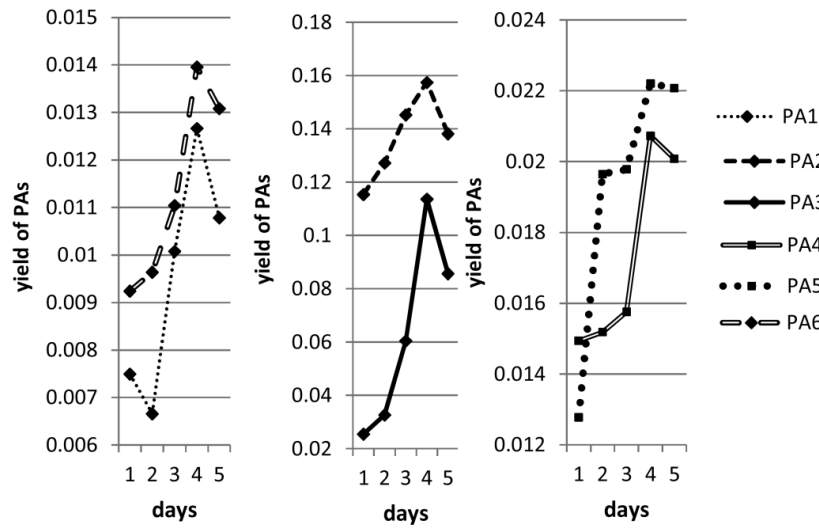 yield of PAs
0.015
0.014
0.013
0.012
0.011
0.01
0.009
0.008
0.007
0.006
1 2 3 4 5
days
yield of PAs
0.18
0.16
0.14
0.12
0.1
0.08
0.06
0.04
0.02
1 2 3 4 5
days
yield of PAs
0.024
0.022
0.02
0.018
0.016
0.014
0.012
1 2 3 4 5
days
PA1
PA2
PA3
PA4
PA5
PA6